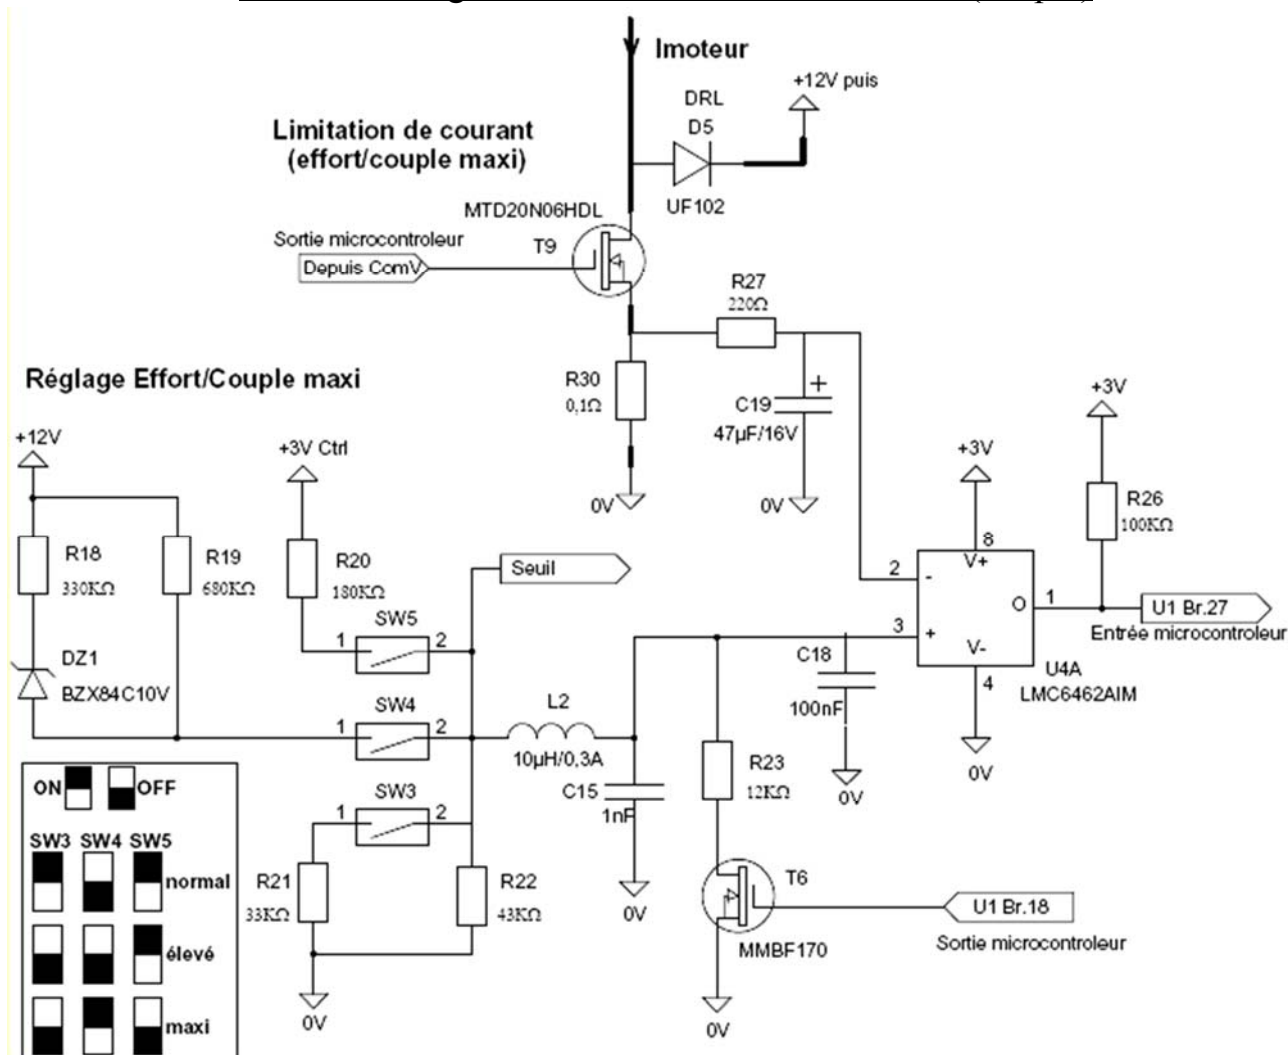 Imoteur
+12V puis
DRL
D5
UF102
Limitation de courant
(effort/couple maxi)
MTD20N06HDL
T9
Sortie microcontroleur
Depuis ComV
R27
220Ω
R30
0,1Ω
C19
+
47µF/16V
0V
0V
Réglage Effort/Couple maxi
+12V
+3V Ctrl
+3V
+3V
R18
330KΩ
R19
680KΩ
R20
180KΩ
Seuil
R26
100KΩ
8
V+
2
-
O
1
U1 Br.27
Entrée microcontroleur
3
+
V-
4
U4A
LMC6462AIM
0V
SW5
1
2
DZ1
BZX84C10V
SW4
1
2
L2
10µH/0,3A
C18
100nF
0V
C15
1nF
0V
R23
12KΩ
SW3
1
2
R21
33KΩ
R22
43KΩ
0V
T6
MMBF170
U1 Br.18
Sortie microcontroleur
0V
ON
OFF
SW3 SW4 SW5
normal
élevé
maxi